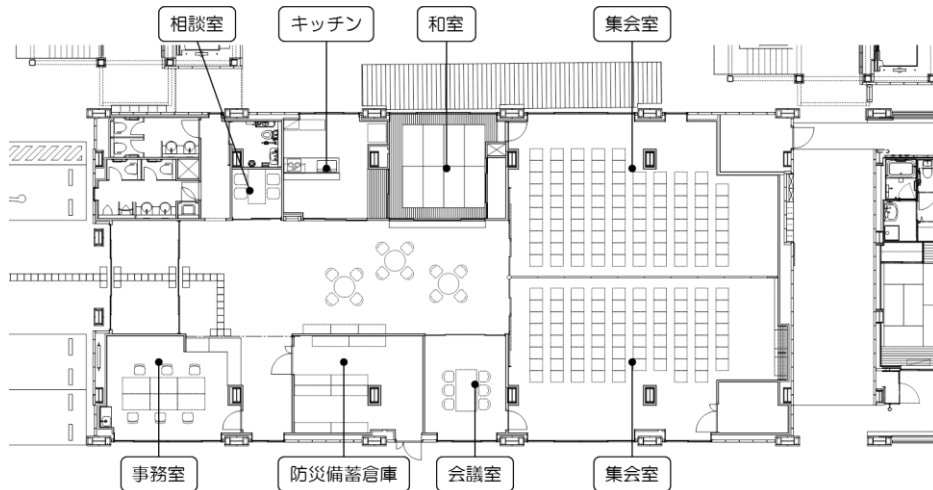 相談室
キッチン
和室
集会室
事務室
防災備蓄倉庫
会議室
集会室